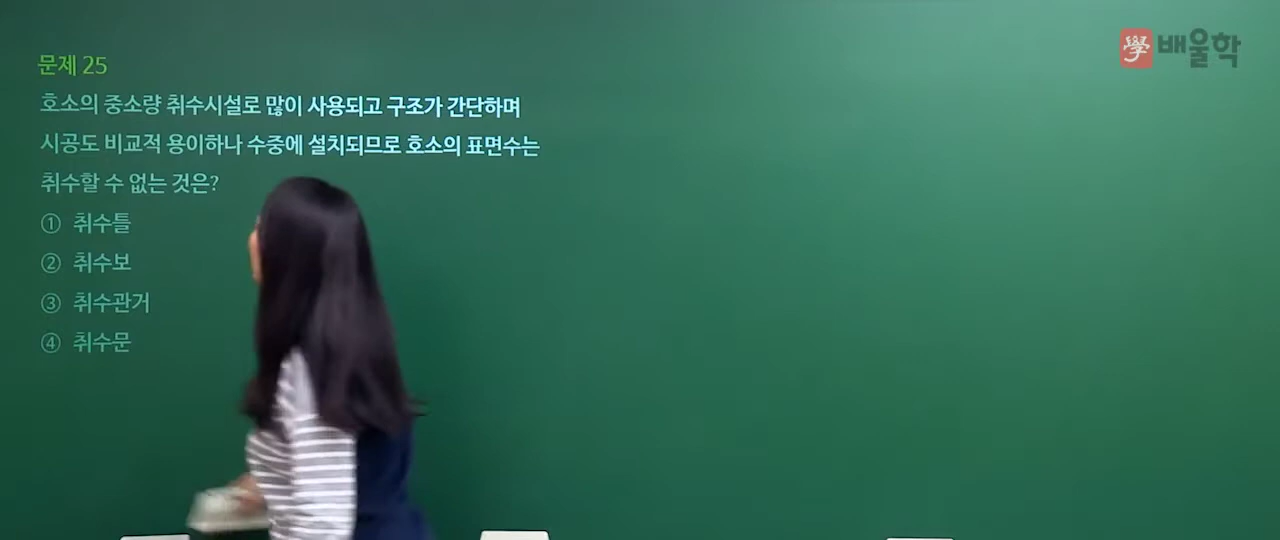 學 배울학
문제 25
호소의 중소량 취수시설로 많이 사용되고 구조가 간단하며
시공도 비교적 용이하나 수중에 설치되므로 호소의 표면수는
취수할 수 없는 것은?
① 취수틀
② 취수보
③ 취수관거
④ 취수문